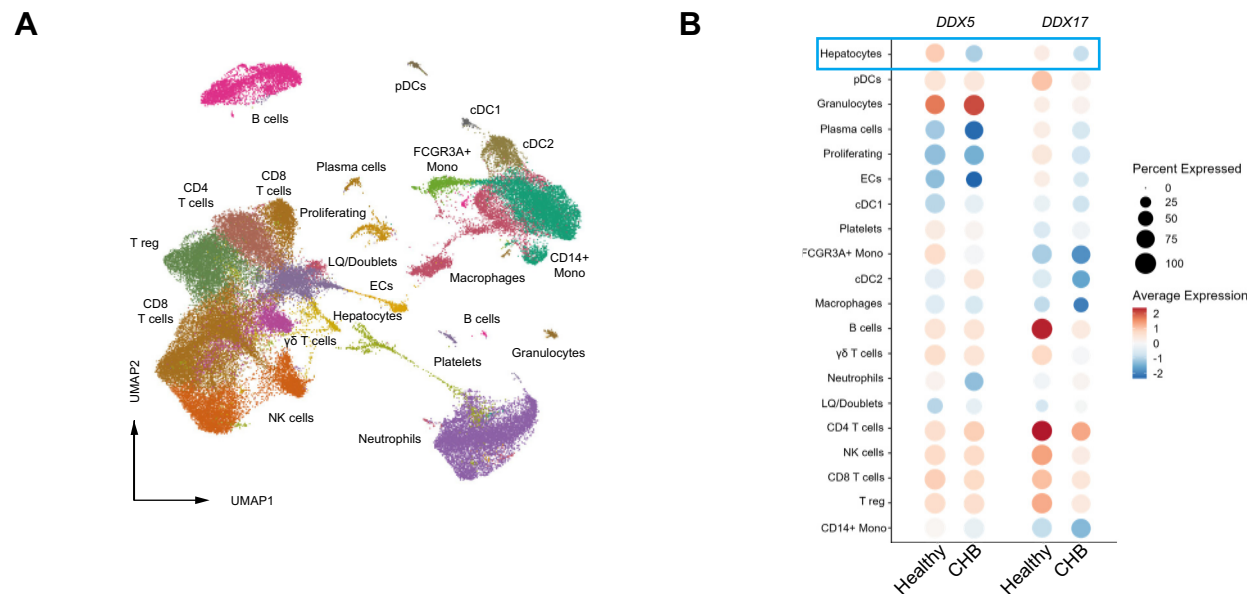 A
B cells
pDCs
cDC1
cDC2
FCGR3A+
Mono
Plasma cells
CD8
T cells
CD4
T cells
Proliferating
T reg
LQ/Doublets
Macrophages
CD14+
Mono
ECs
CD8
T cells
Hepatocytes
γδ T cells
B cells
Platelets
Granulocytes
NK cells
Neutrophils
UMAP2
UMAP1
B
DDX5 DDX17
Hepatocytes
pDCs
Granulocytes
Plasma cells
Proliferating
ECs
cDC1
Platelets
FCGR3A+ Mono
cDC2
Macrophages
B cells
γδ T cells
Neutrophils
LQ/Doublets
CD4 T cells
NK cells
CD8 T cells
T reg
CD14+ Mono
Healthy CHB Healthy CHB
Percent Expressed
0
25
50
75
100
Average Expression
2
1
0
-1
-2